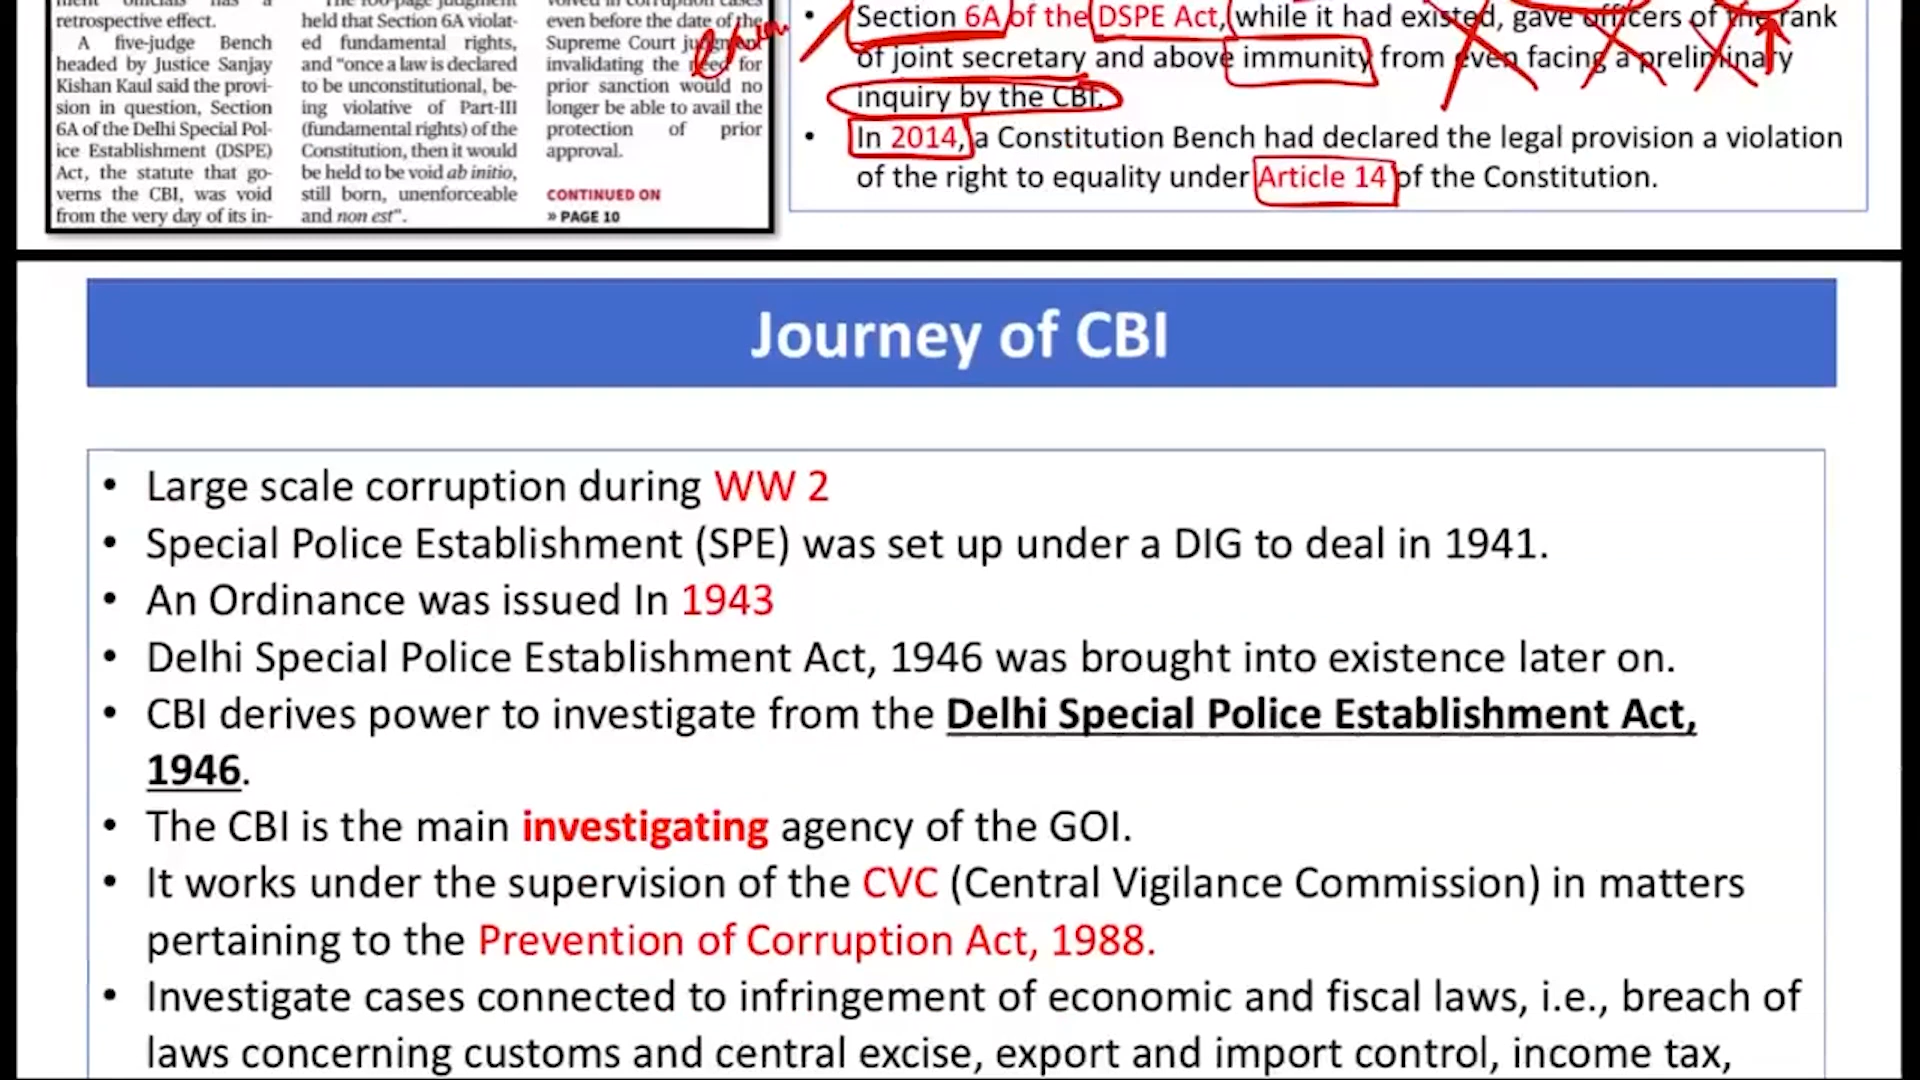 retrospective effect.
A five-judge Bench
headed by Justice Sanjay
Kishan Kaul said the provi-
sion in question, Section
6A of the Delhi Special Pol-
ice Establishment (DSPE)
Act, the statute that go-
verns the CBI, was void
from the very day of its in-
held that Section 6A violat-
ed fundamental rights,
and "once a law is declared
to be unconstitutional, be-
ing violative of Part-III
(fundamental rights) of the
Constitution, then it would
be held to be void ab initio,
still born, unenforceable
and non est".
even before the date of the
Supreme Court judgment
invalidating the need for
prior sanction would no
longer be able to avail the
protection of prior
approval.
CONTINUED ON
» PAGE 10
• Section 6A of the DSPE Act, while it had existed, gave officers of the rank
of joint secretary and above immunity from even facing a preliminary
inquiry by the CBI.
• In 2014, a Constitution Bench had declared the legal provision a violation
of the right to equality under Article 14 of the Constitution.
Journey of CBI
• Large scale corruption during WW 2
• Special Police Establishment (SPE) was set up under a DIG to deal in 1941.
• An Ordinance was issued In 1943
• Delhi Special Police Establishment Act, 1946 was brought into existence later on.
• CBI derives power to investigate from the Delhi Special Police Establishment Act,
1946.
• The CBI is the main investigating agency of the GOI.
• It works under the supervision of the CVC (Central Vigilance Commission) in matters
pertaining to the Prevention of Corruption Act, 1988.
• Investigate cases connected to infringement of economic and fiscal laws, i.e., breach of
laws concerning customs and central excise, export and import control, income tax,